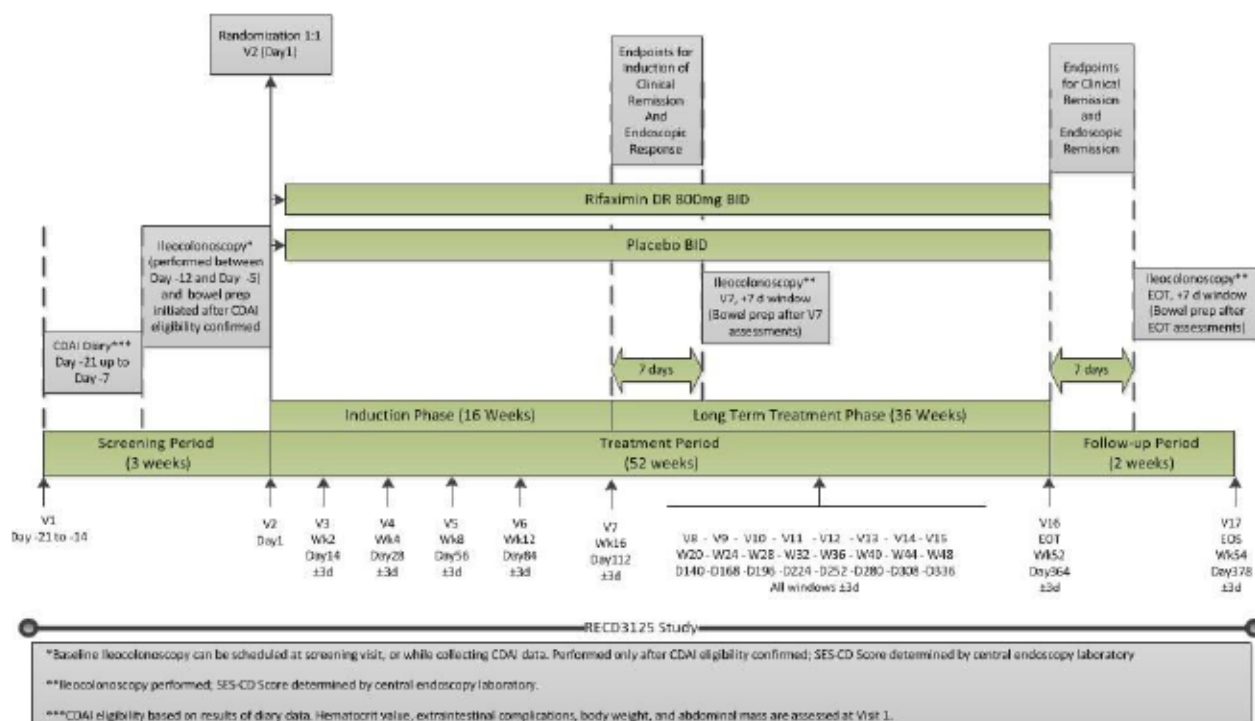 Randomization 1:1
V2 (Day1)
Endpoints for
Induction of
Clinical
Remission
And
Endoscopic
Response
Endpoints
for Clinical
Remission
and
Endoscopic
Remission
Rifaximin DR 800mg BID
Placebo BID
Ileocolonoscopy*
(performed between
Day -12 and Day -5)
and bowel prep
initiated after CDAI
eligibility confirmed
Ileocolonoscopy**
V7, +7 d window
(Bowel prep after V7
assessments)
Ileocolonoscopy**
EOT, +7 d window
(Bowel prep after
EOT assessments)
CDAI Diary***
Day -21 up to
Day -7
7 days
7 days
Induction Phase (16 Weeks)
Long Term Treatment Phase (36 Weeks)
Screening Period
(3 weeks)
Treatment Period
(52 weeks)
Follow-up Period
(2 weeks)
V1
Day -21 to -14
V2
Day1
V3
Wk2
Day14
±3d
V4
Wk4
Day28
±3d
V5
Wk8
Day56
±3d
V6
Wk12
Day84
±3d
V7
Wk16
Day112
±3d
V8 - V9 - V10 - V11 - V12 - V13 - V14 - V15
W20 - W24 - W28 - W32 - W36 - W40 - W44 - W48
D140 -D168 -D196 -D224 -D252 -D280 -D308 -D336
All windows ±3d
V16
EOT
Wk52
Day364
±3d
V17
EOS
Wk54
Day378
±3d
RECD3125 Study
*Baseline Ileocolonoscopy can be scheduled at screening visit, or while collecting CDAI data. Performed only after CDAI eligibility confirmed; SES-CD Score determined by central endoscopy laboratory
**Ileocolonoscopy performed; SES-CD Score determined by central endoscopy laboratory.
***CDAI eligibility based on results of diary data. Hematocrit value, extraintestinal complications, body weight, and abdominal mass are assessed at Visit 1.